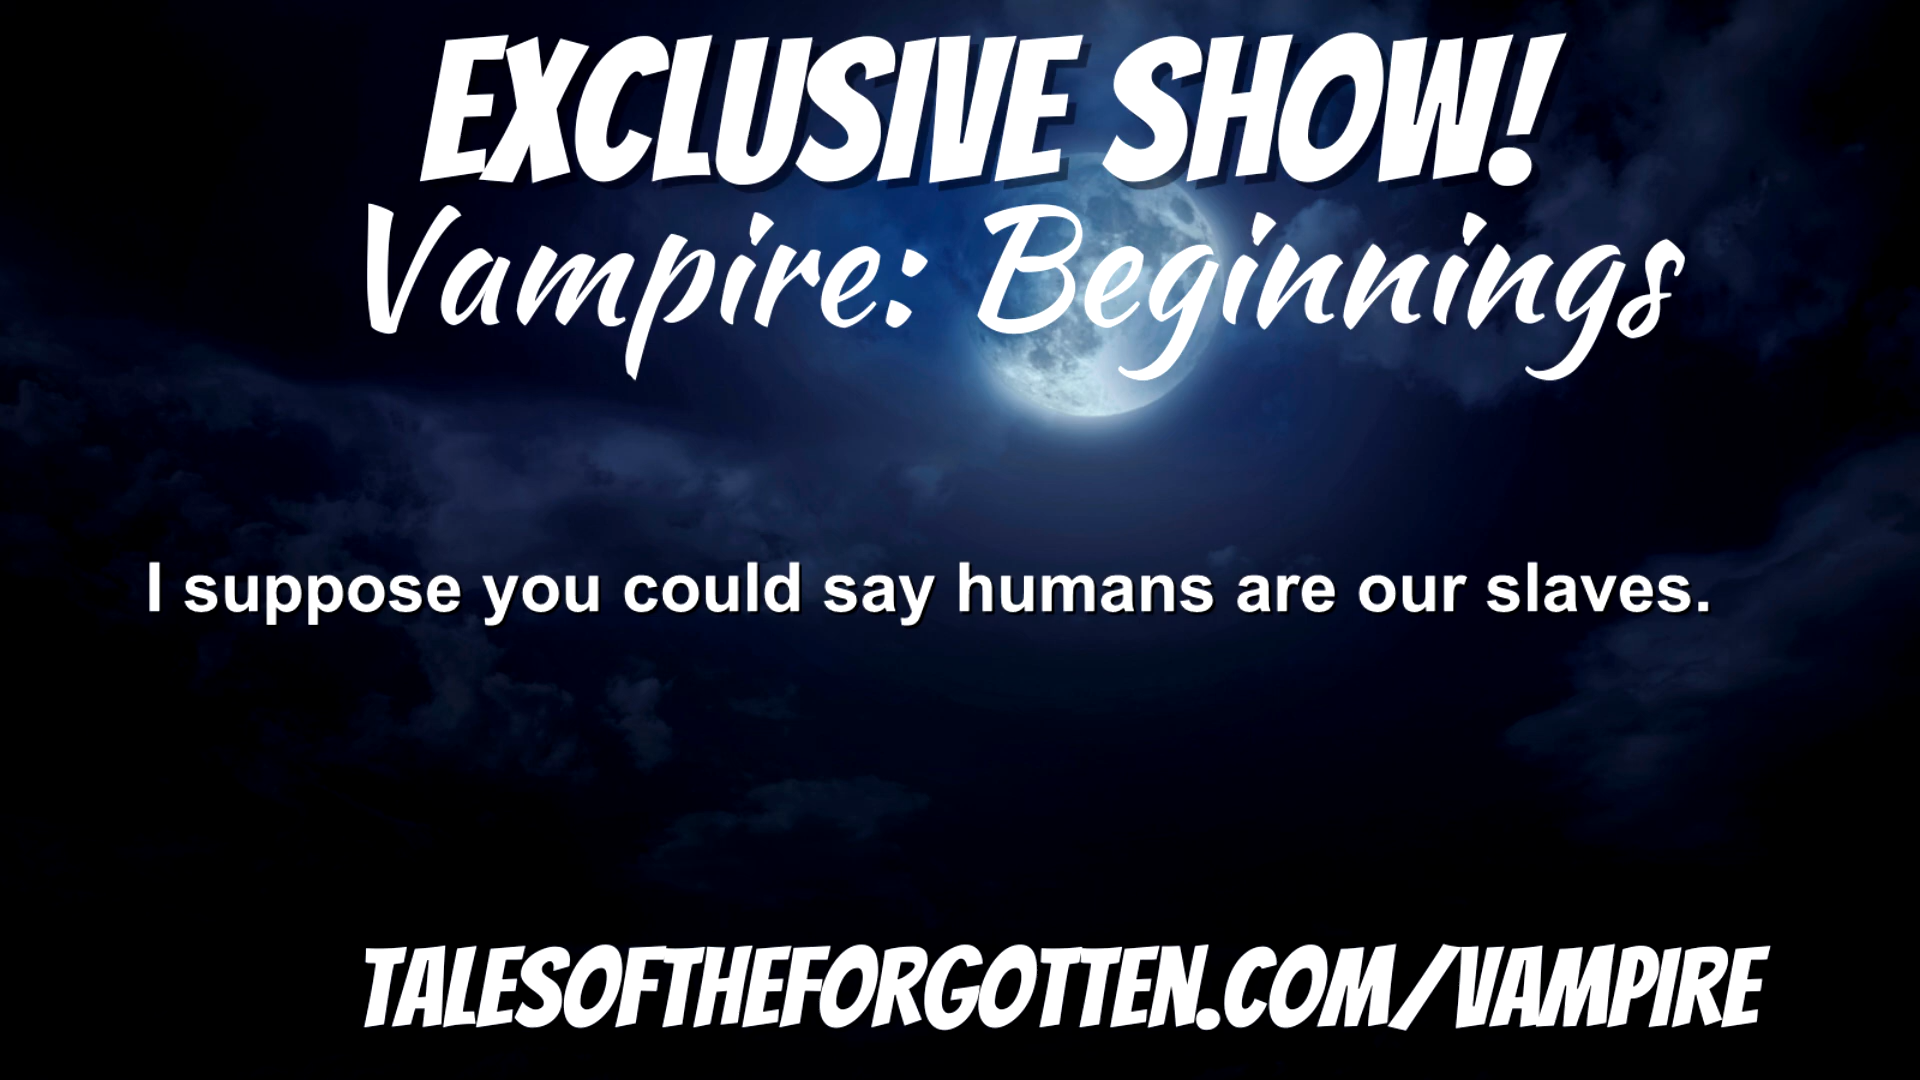 EXCLUSIVE SHOW!
Vampire: Beginnings
I suppose you could say humans are our slaves.
TALESOFTHEFORGOTTEN.COM/VAMPIRE